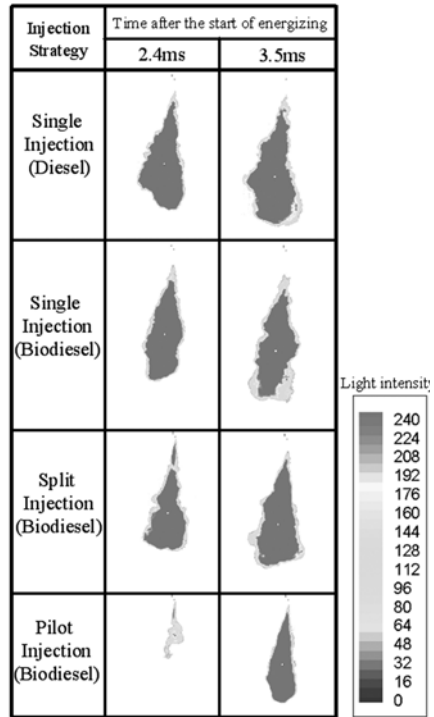 Injection
Strategy
Time after the start of energizing
2.4ms
3.5ms
Single
Injection
(Diesel)
Single
Injection
(Biodiesel)
Split
Injection
(Biodiesel)
Pilot
Injection
(Biodiesel)
Light intensity
240
224
208
192
176
160
144
128
112
96
80
64
48
32
16
0